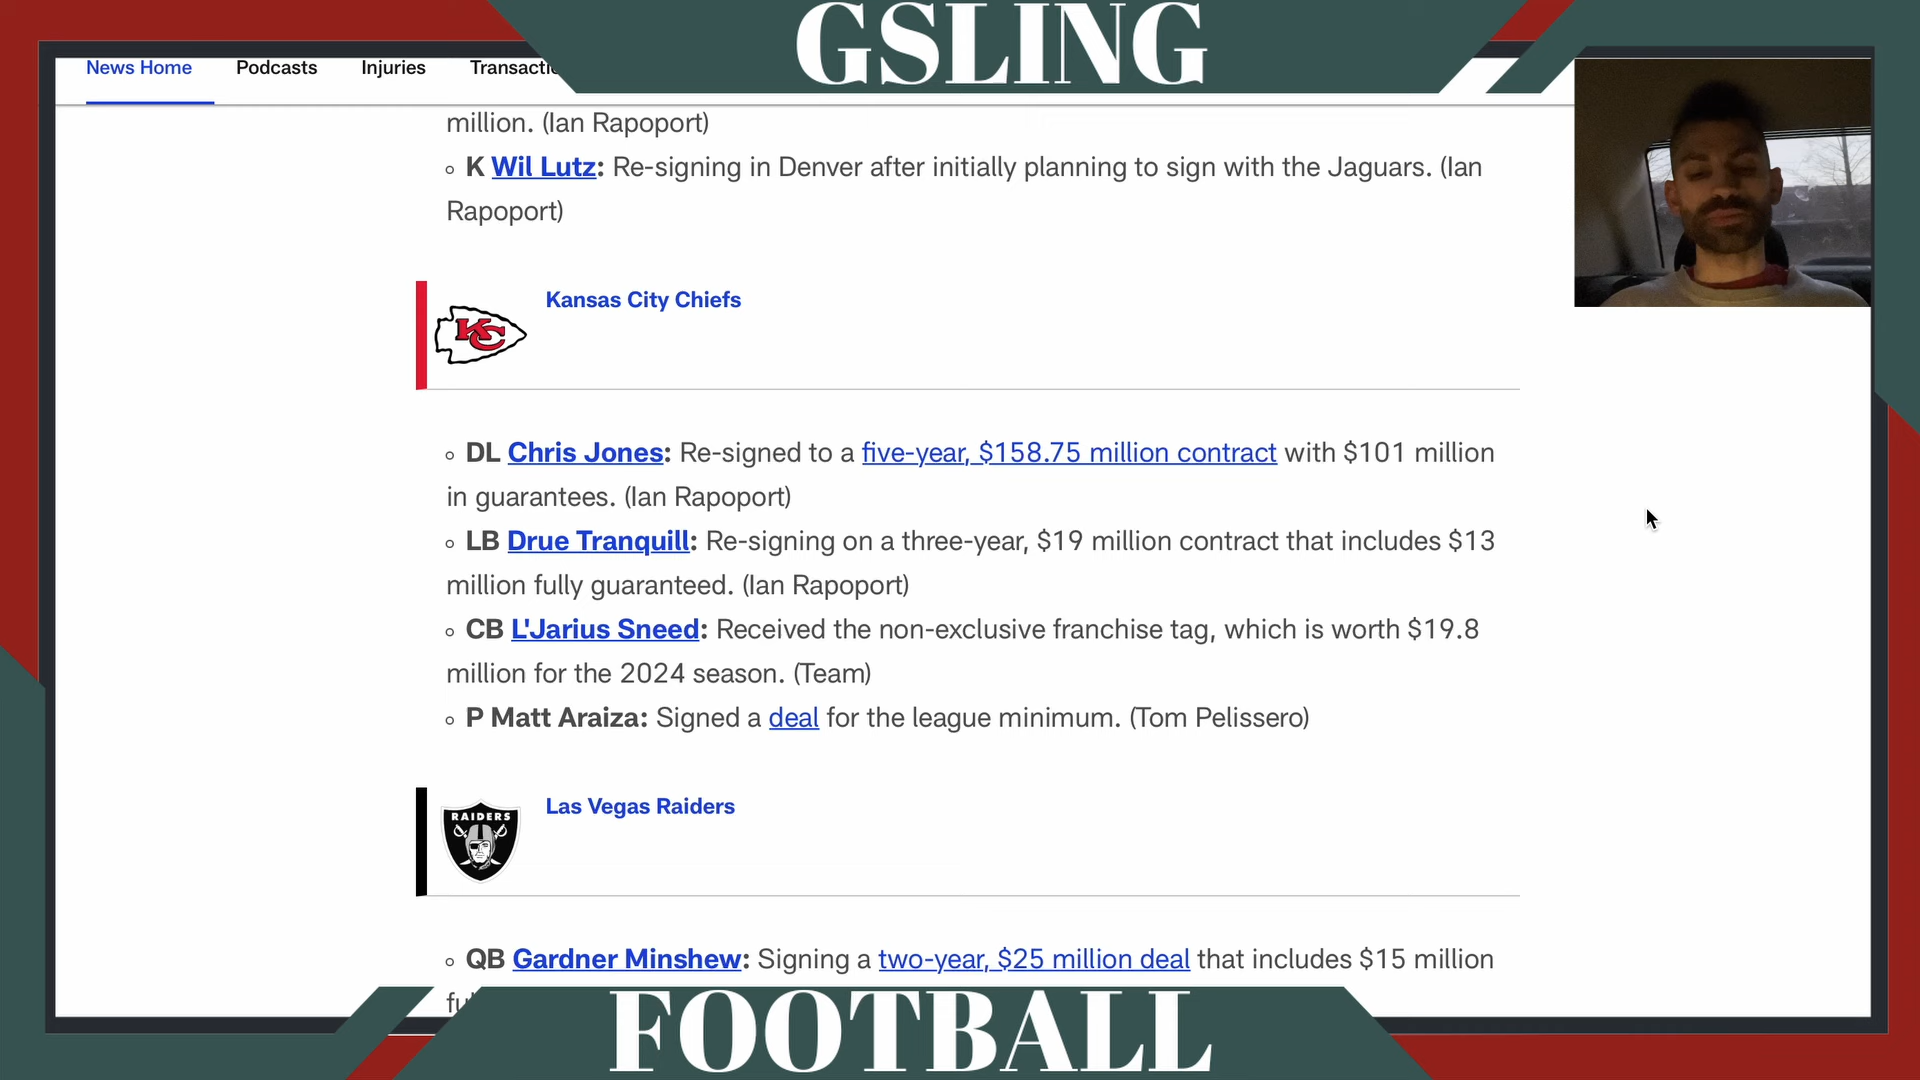 GSLING
News Home Podcasts Injuries Transactio
million. (Ian Rapoport)
◦ K Wil Lutz: Re-signing in Denver after initially planning to sign with the Jaguars. (Ian
Rapoport)
Kansas City Chiefs
KC
◦ DL Chris Jones: Re-signed to a five-year, $158.75 million contract with $101 million
in guarantees. (Ian Rapoport)
◦ LB Drue Tranquill: Re-signing on a three-year, $19 million contract that includes $13
million fully guaranteed. (Ian Rapoport)
◦ CB L'Jarius Sneed: Received the non-exclusive franchise tag, which is worth $19.8
million for the 2024 season. (Team)
◦ P Matt Araiza: Signed a deal for the league minimum. (Tom Pelissero)
Las Vegas Raiders
RAIDERS
◦ QB Gardner Minshew: Signing a two-year, $25 million deal that includes $15 million
FOOTBALL